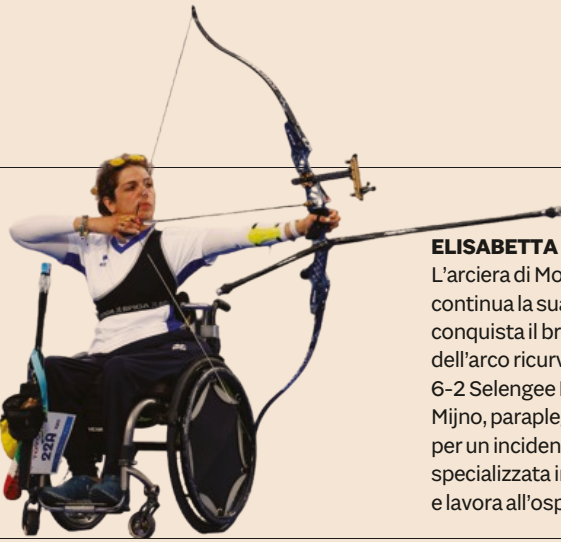 ELISABETTA
L'arciera di Mo
continua la sua
conquista il br
dell'arco ricurv
6-2 Selengee
Mijno, paraple
per un inciden
specializzata i
e lavora all'osp
22A